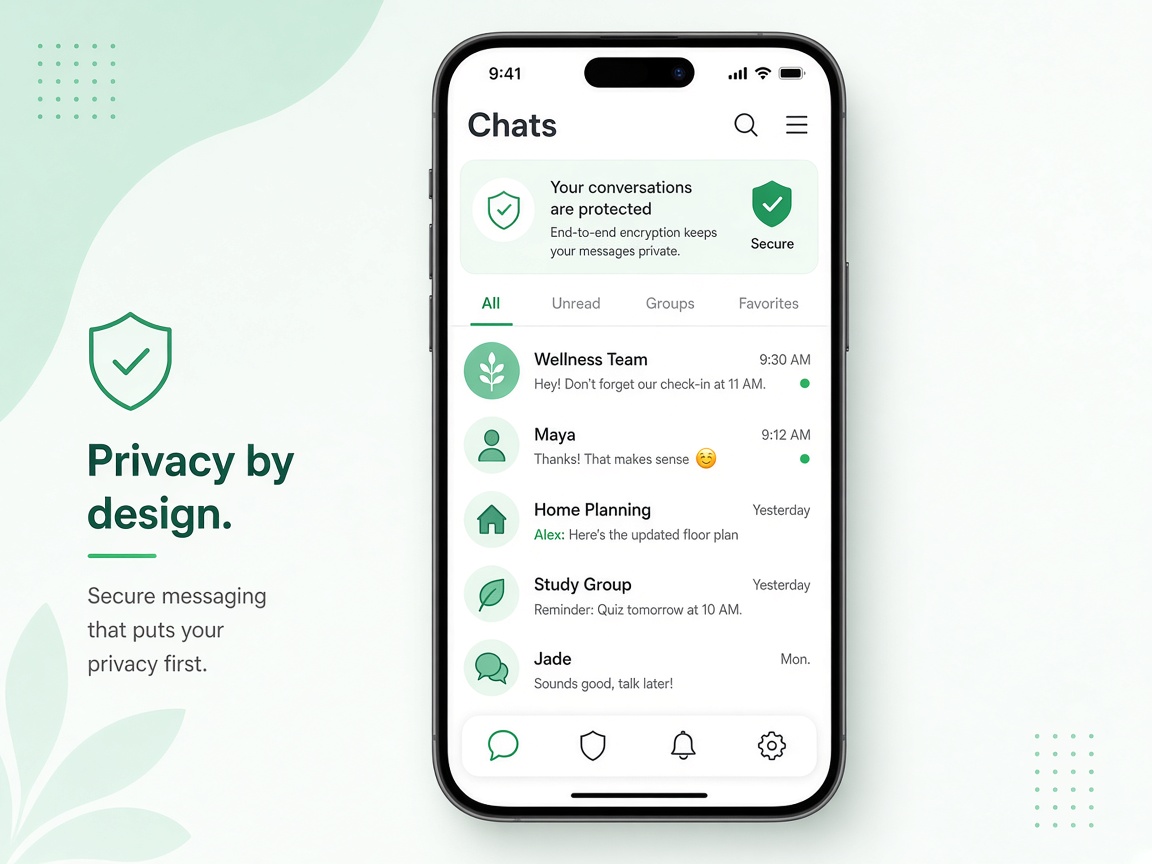 Privacy by
design.
Secure messaging
that puts your
privacy first.
9:41
Chats
Your conversations
are protected
End-to-end encryption keeps
your messages private.
Secure
All Unread Groups Favorites
Wellness Team 9:30 AM
Hey! Don't forget our check-in at 11 AM.
Maya 9:12 AM
Thanks! That makes sense 😊
Home Planning Yesterday
Alex: Here's the updated floor plan
Study Group Yesterday
Reminder: Quiz tomorrow at 10 AM.
Jade Mon.
Sounds good, talk later!